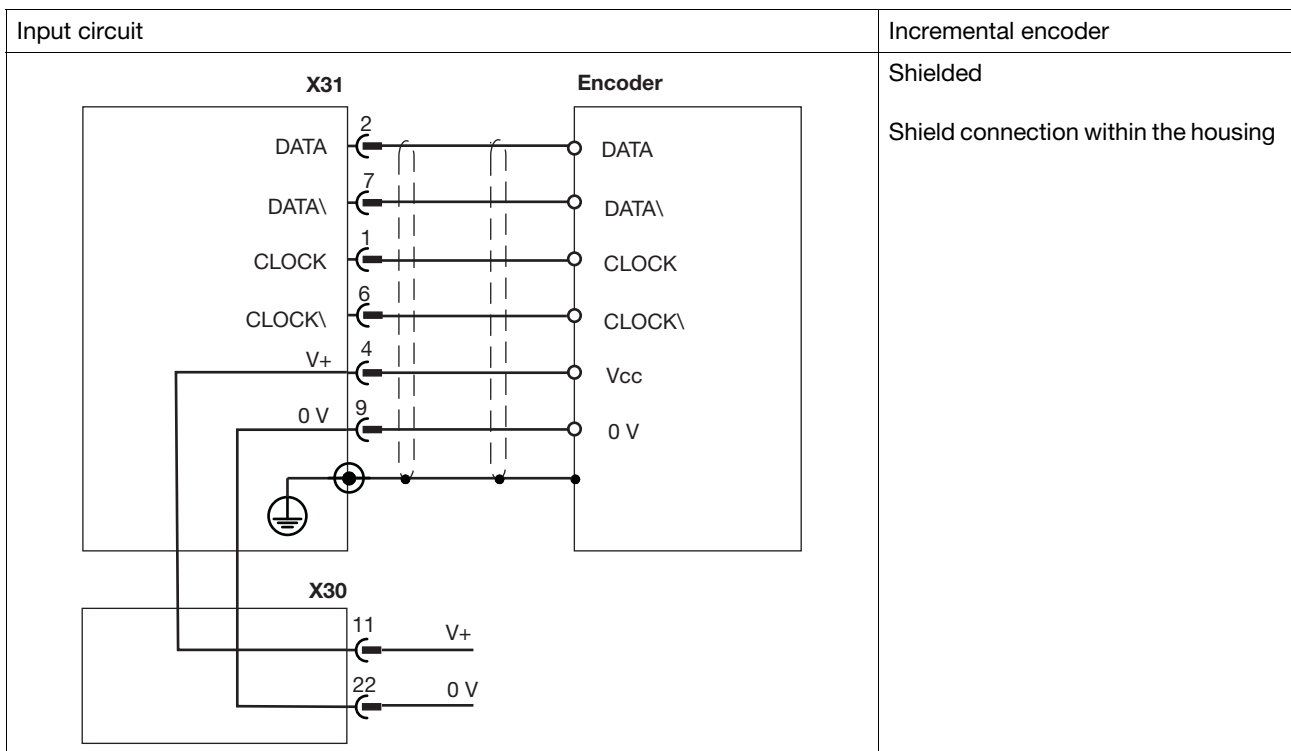 Input circuit
Incremental encoder
Shielded
Shield connection within the housing
X31
Encoder
DATA
2
DATA
DATA\
7
DATA\
CLOCK
1
CLOCK
CLOCK\
6
CLOCK\
V+
4
Vcc
0 V
9
0 V
X30
11
V+
22
0 V